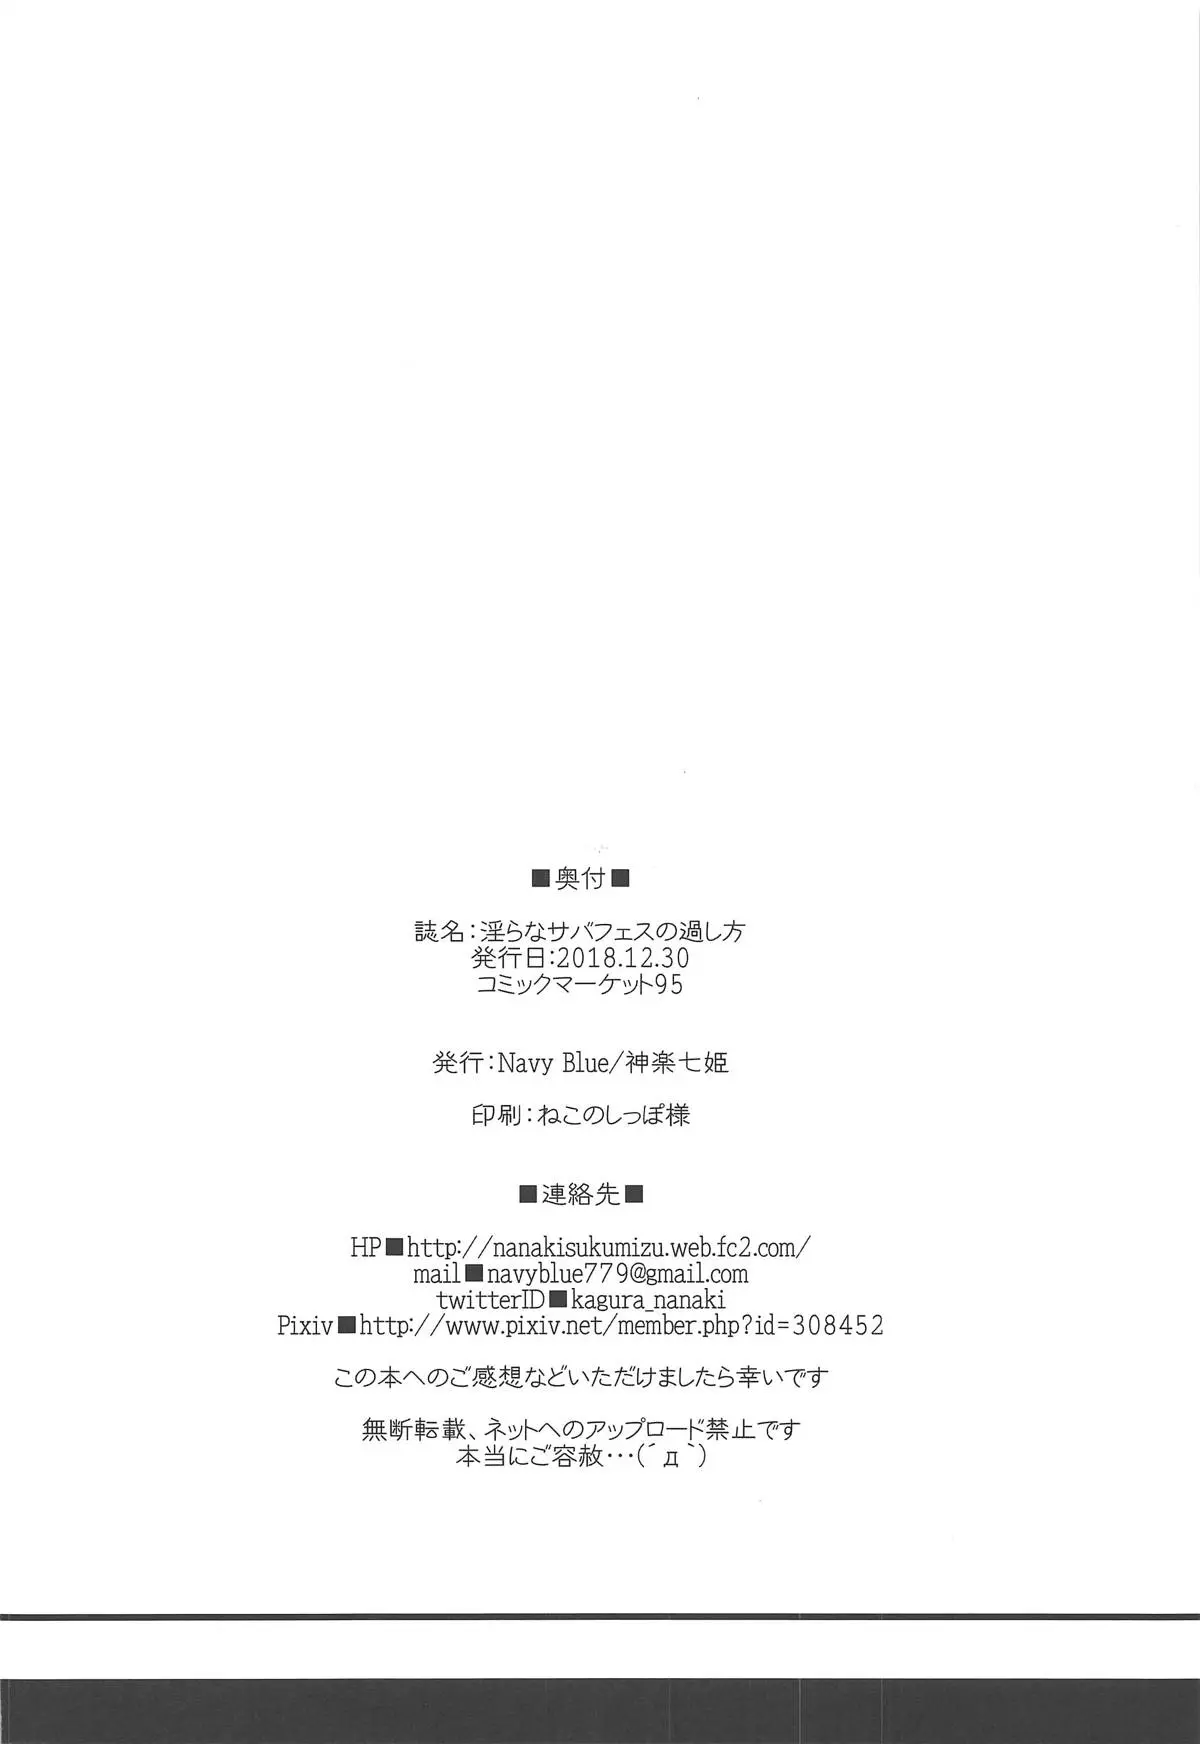 ■奥付■
誌名:淫らなサバフェスの過し方
発行日:2018.12.30
コミックマーケット95
発行:Navy Blue/神楽七姫
印刷:ねこのしっぽ様
■連絡先■
HP■http://nanakisukumizu.web.fc2.com/
mail■navyblue779@gmail.com
twitterID■kagura_nanaki
Pixiv■http://www.pixiv.net/member.php?id=308452
この本へのご感想などいただけましたら幸いです
無断転載、ネットへのアップロード禁止です
本当にご容赦…(´д`)